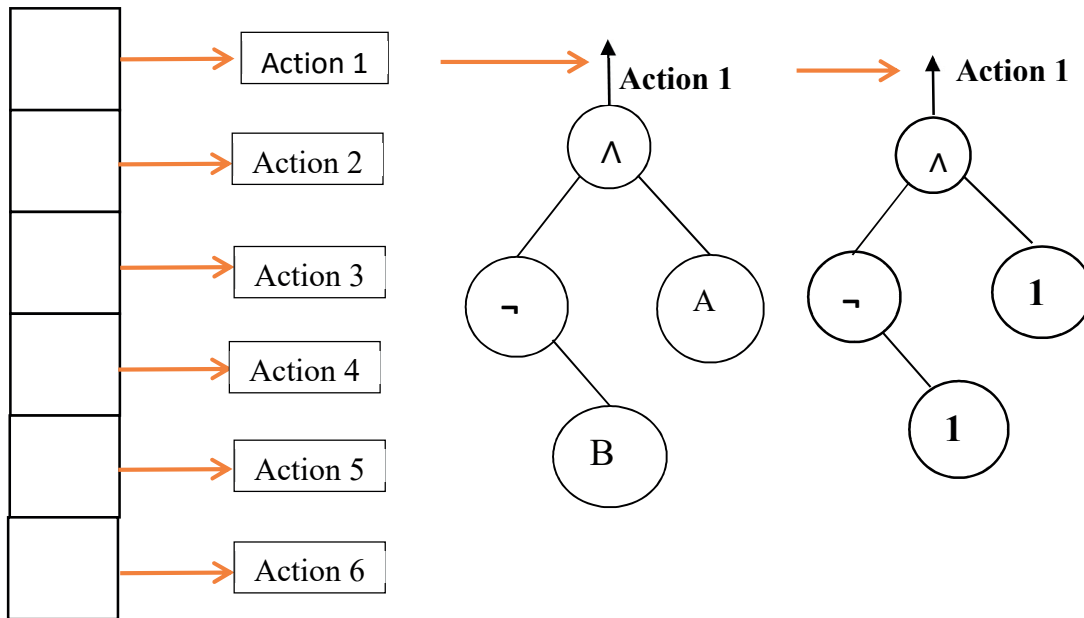 Action 1
Action 2
Action 3
Action 4
Action 5
Action 6
Action 1
∧
¬
A
B
Action 1
∧
¬
1
1